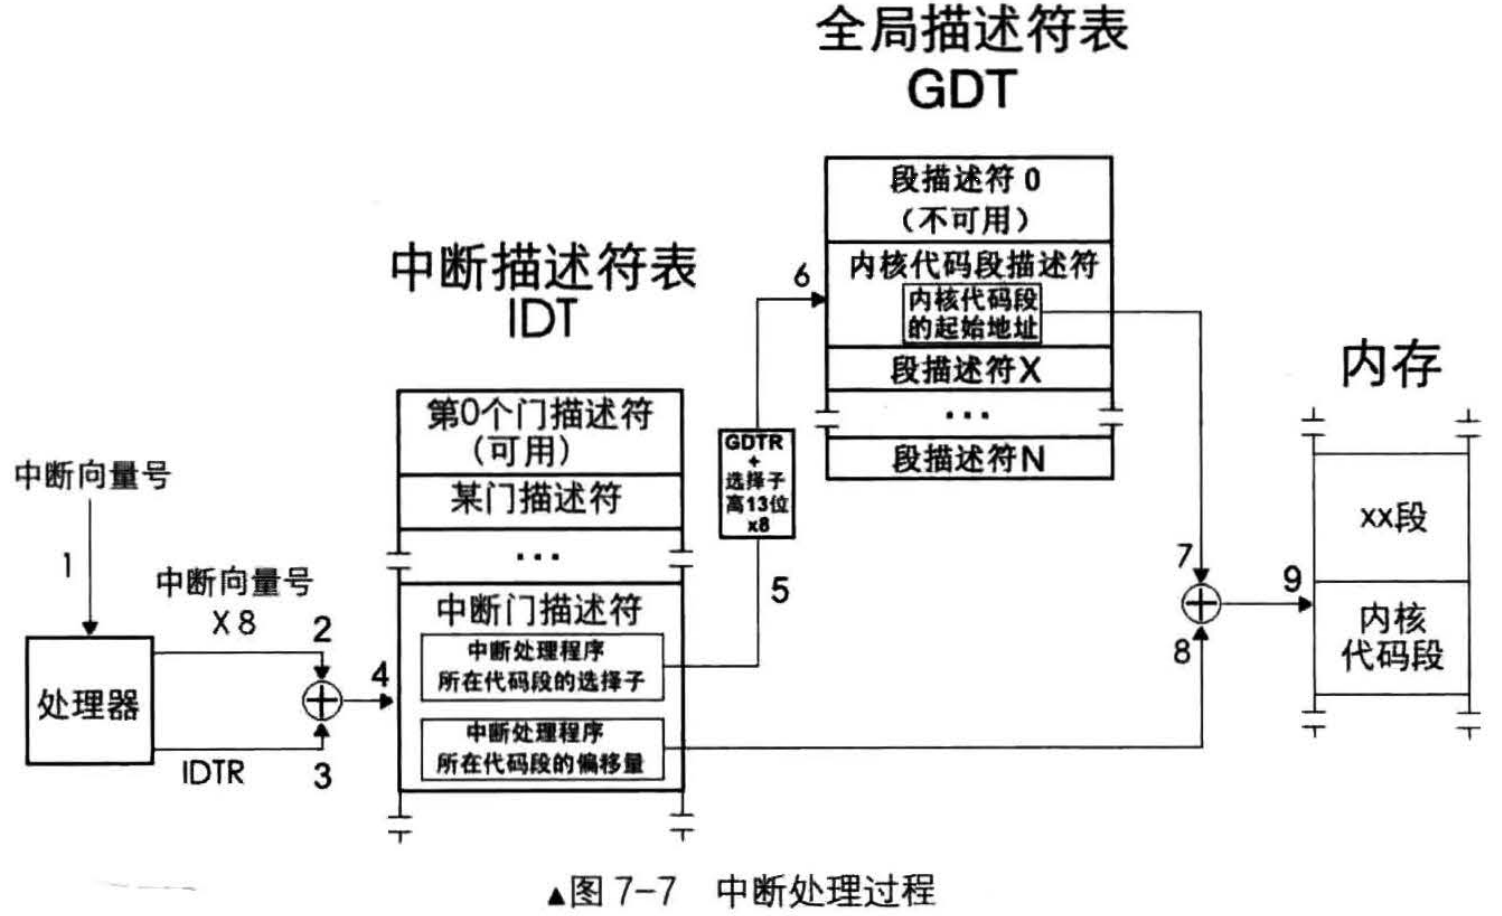 全局描述符表
GDT
段描述符 0
（不可用）
内核代码段描述符
内核代码段
的起始地址
段描述符X
...
段描述符N
6
中断描述符表
IDT
第0个门描述符
（可用）
某门描述符
...
中断门描述符
中断处理程序
所在代码段的选择子
中断处理程序
所在代码段的偏移量
GDTR
+
选择子
高13位
x8
5
中断向量号
1
中断向量号
X 8
2
处理器
4
IDTR
3
7
8
9
内存
xx段
内核
代码段
▲图 7-7 中断处理过程